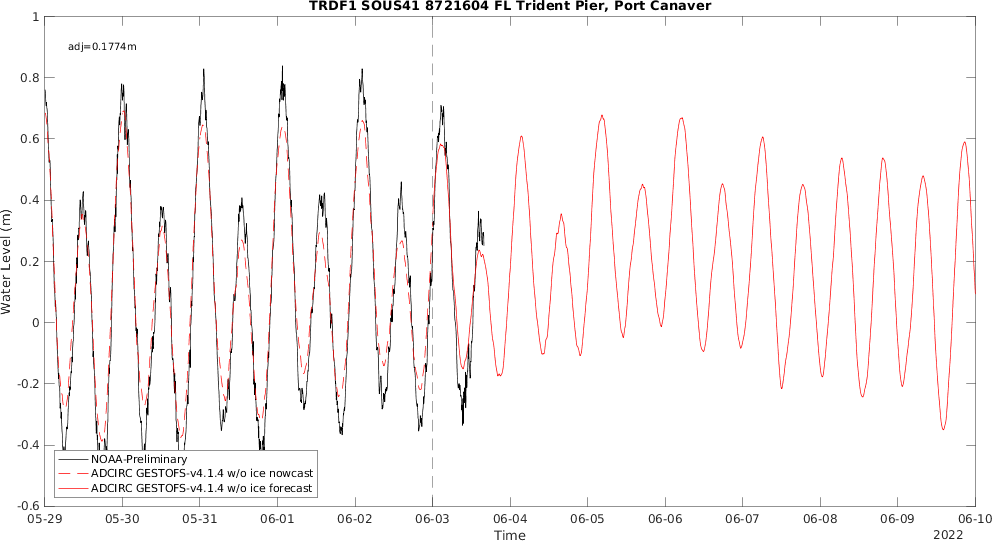 TRDF1 SOUS41 8721604 FL Trident Pier, Port Canaver
adj=0.1774m
1
0.8
0.6
0.4
0.2
0
-0.2
-0.4
-0.6
Water Level (m)
NOAA-Preliminary
ADCIRC GESTOFS-v4.1.4 w/o ice nowcast
ADCIRC GESTOFS-v4.1.4 w/o ice forecast
05-29 05-30 05-31 06-01 06-02 06-03 06-04 06-05 06-06 06-07 06-08 06-09 06-10
Time
2022